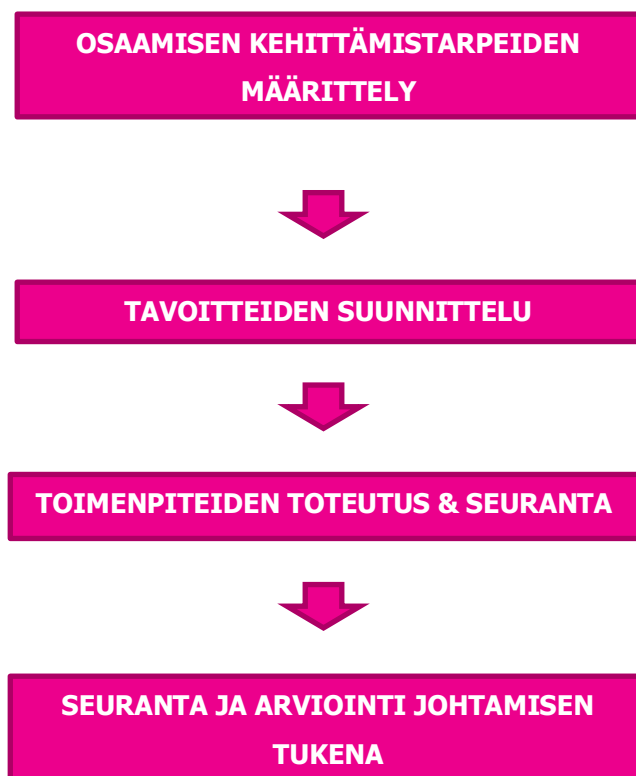 OSAAMISEN KEHITTÄMISTARPEIDEN
MÄÄRITTELY
TAVOITTEIDEN SUUNNITTELU
TOIMENPITEIDEN TOTEUTUS & SEURANTA
SEURANTA JA ARVIOINTI JOHTAMISEN
TUKENA